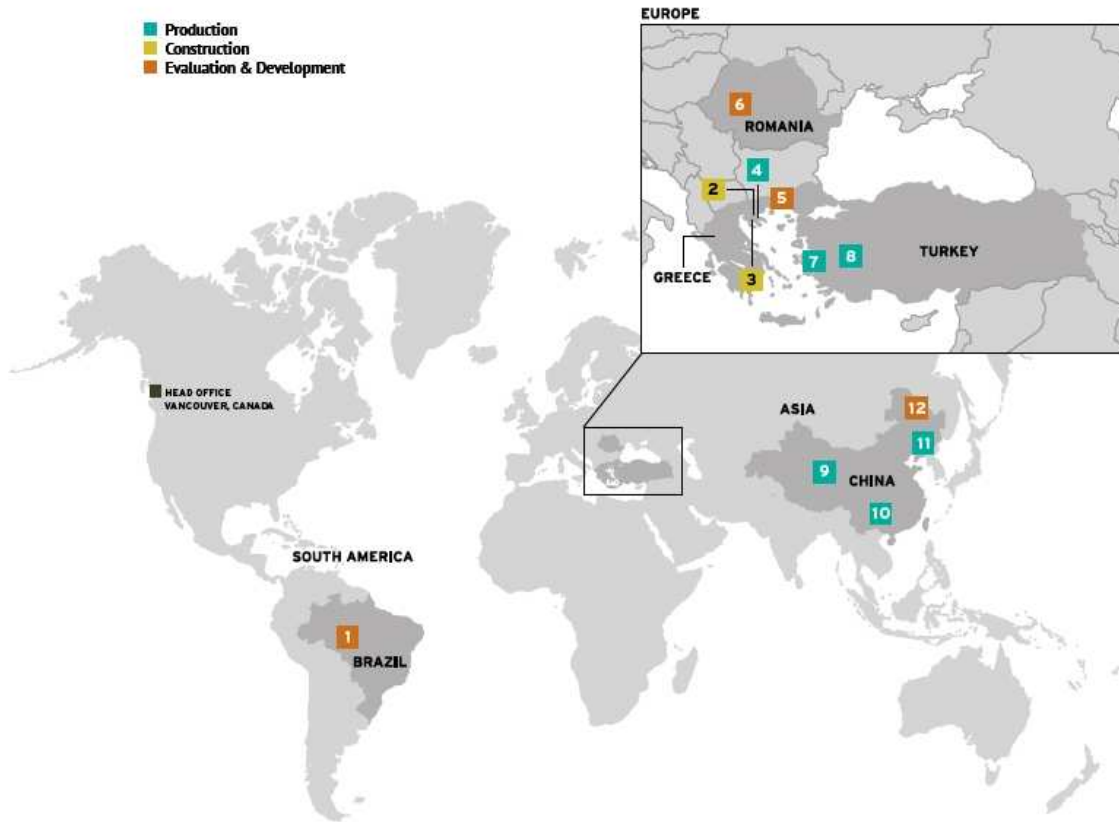 EUROPE
Production
Construction
Evaluation & Development
6
ROMANIA
4
2
5
TURKEY
7
8
GREECE
3
HEAD OFFICE
VANCOUVER, CANADA
ASIA
12
11
9
CHINA
10
SOUTH AMERICA
1
BRAZIL